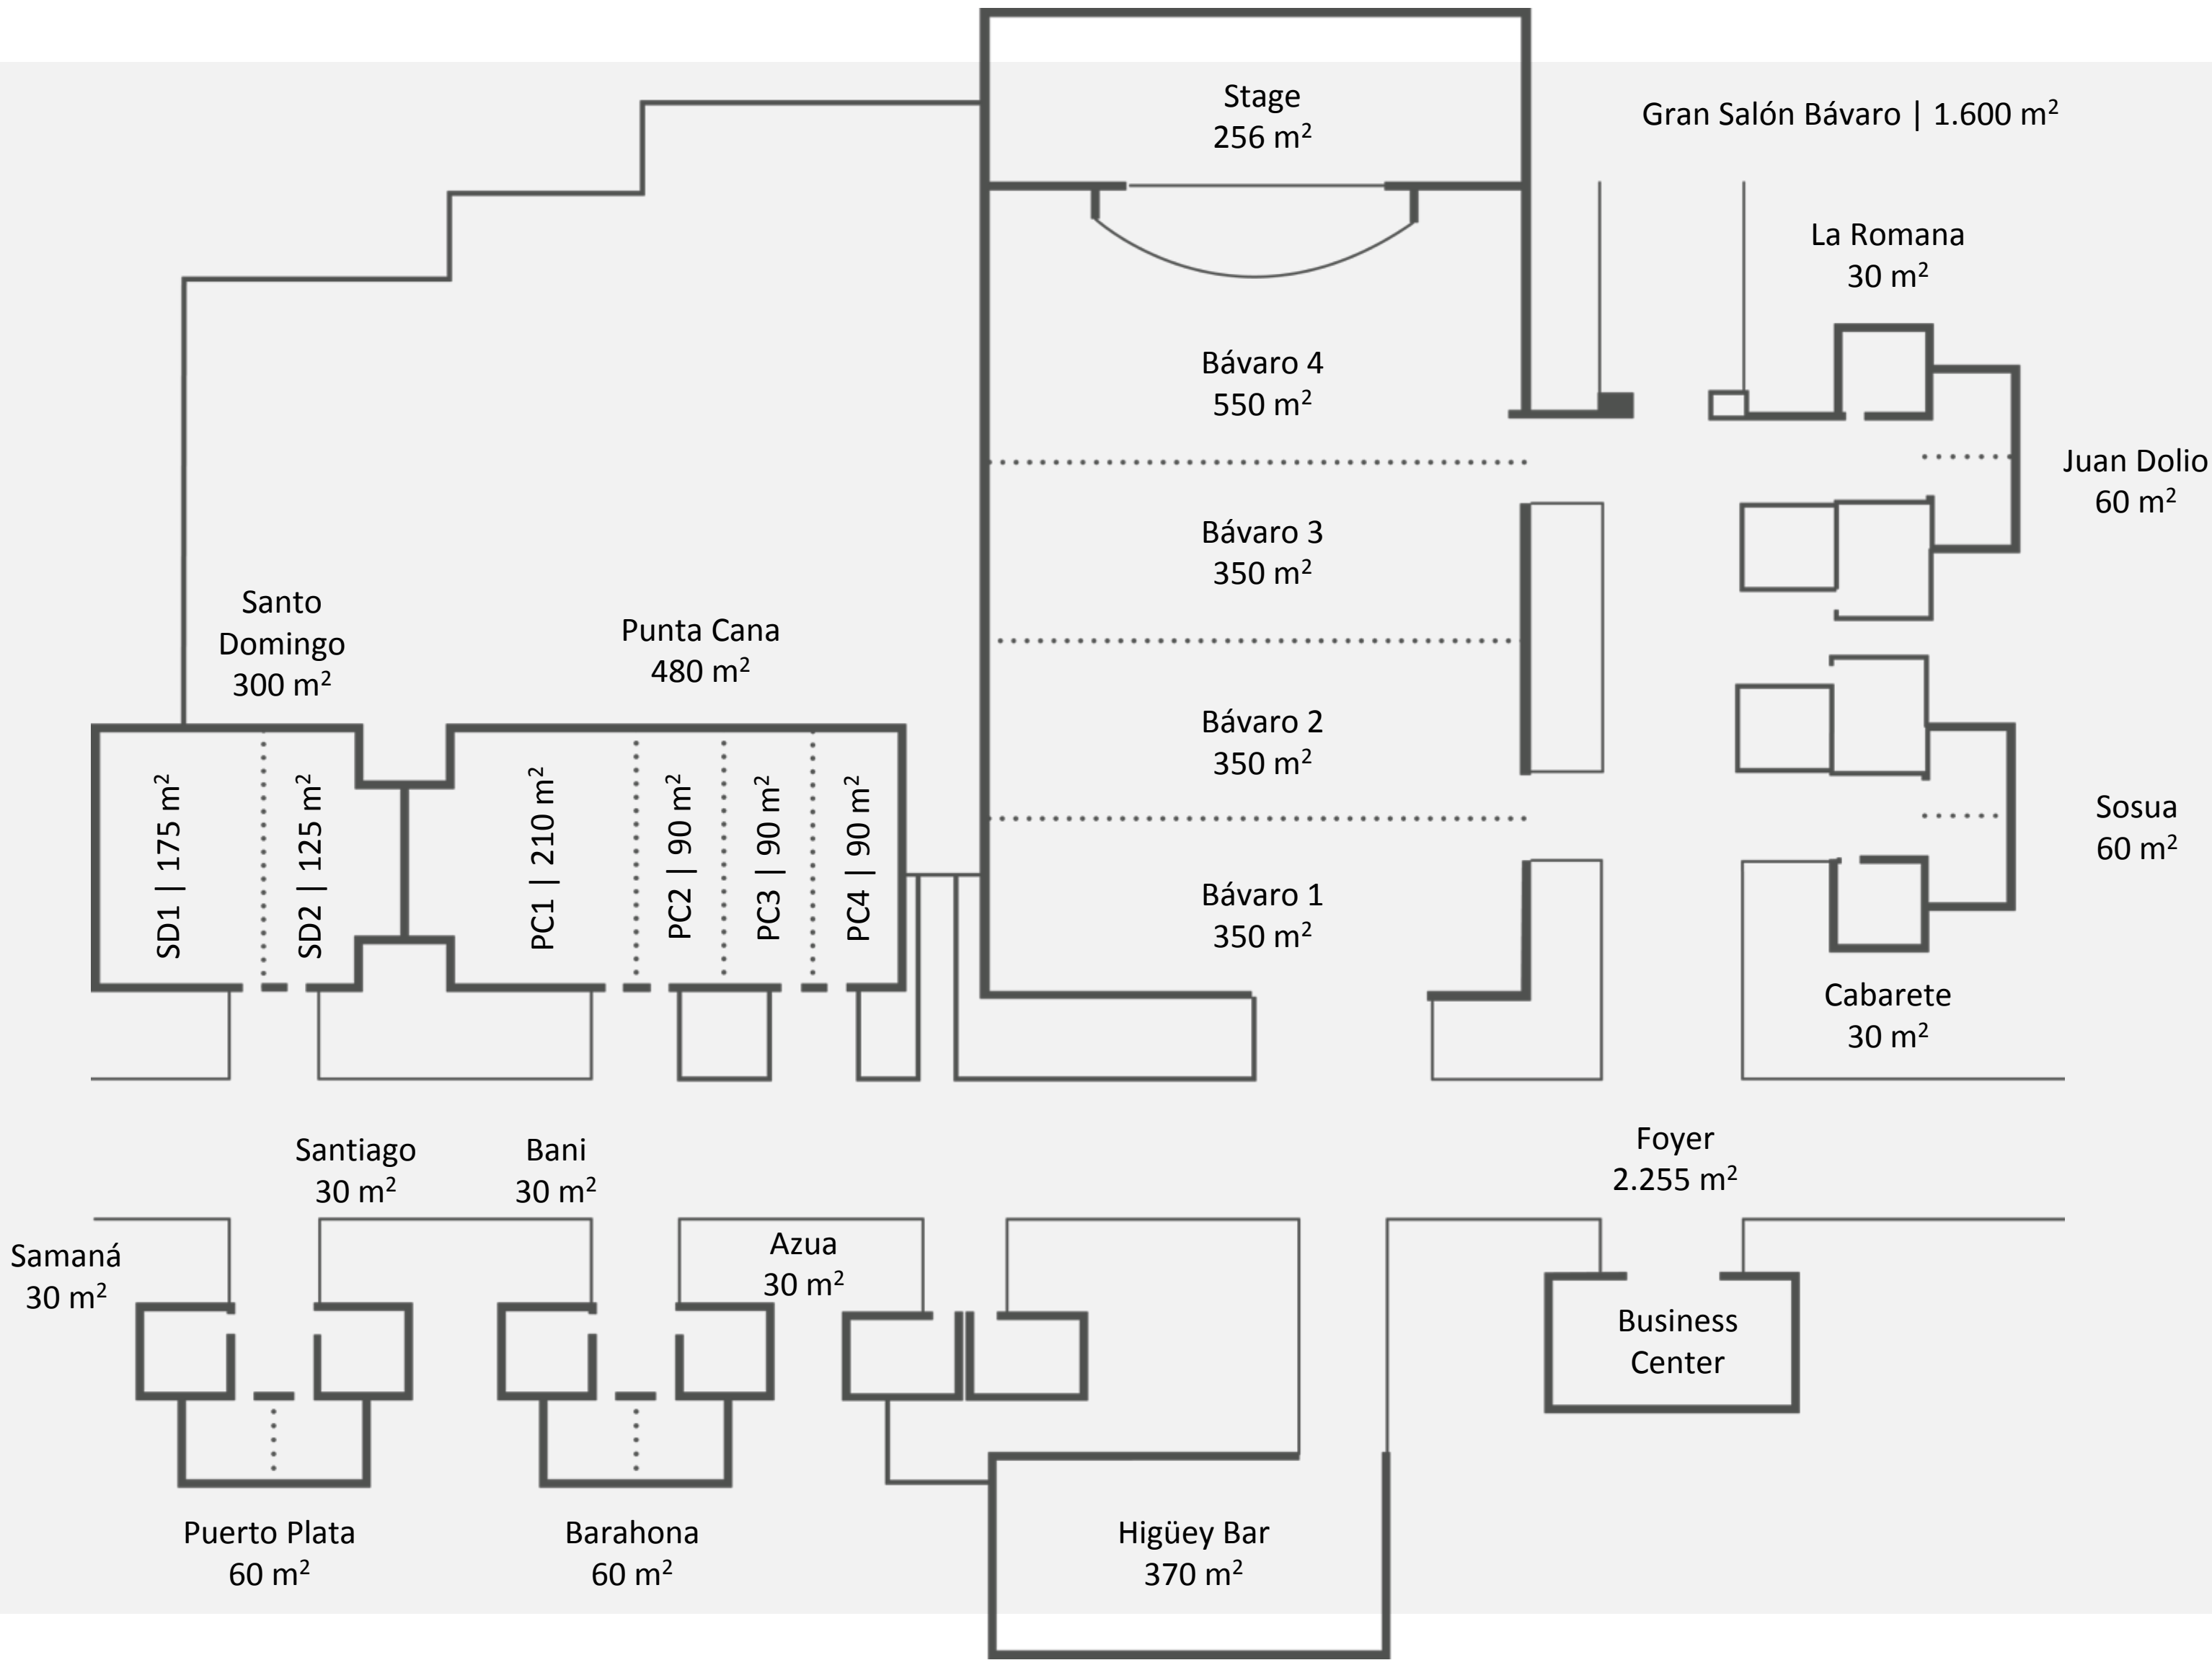 Stage
256 m²
Gran Salón Bávaro | 1.600 m²
La Romana
30 m²
Bávaro 4
550 m²
Juan Dolio
60 m²
Bávaro 3
350 m²
Santo
Domingo
300 m²
Punta Cana
480 m²
Bávaro 2
350 m²
SD1 | 175 m²
SD2 | 125 m²
PC1 | 210 m²
PC2 | 90 m²
PC3 | 90 m²
PC4 | 90 m²
Sosua
60 m²
Bávaro 1
350 m²
Cabarete
30 m²
Santiago
30 m²
Bani
30 m²
Foyer
2.255 m²
Samaná
30 m²
Azua
30 m²
Business
Center
Puerto Plata
60 m²
Barahona
60 m²
Higüey Bar
370 m²